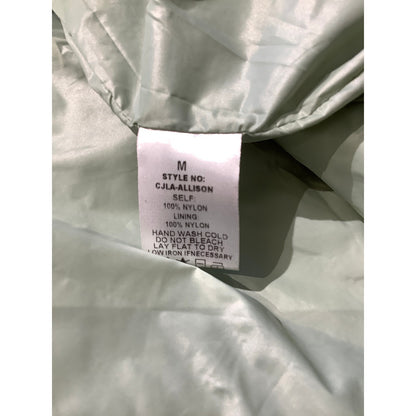 M
STYLE NO:
CJLA-ALLISON
SELF:
100% NYLON
LINING:
100% NYLON
HAND WASH COLD
DO NOT BLEACH
LAY FLAT TO DRY
LOW IRON IFNECESSARY